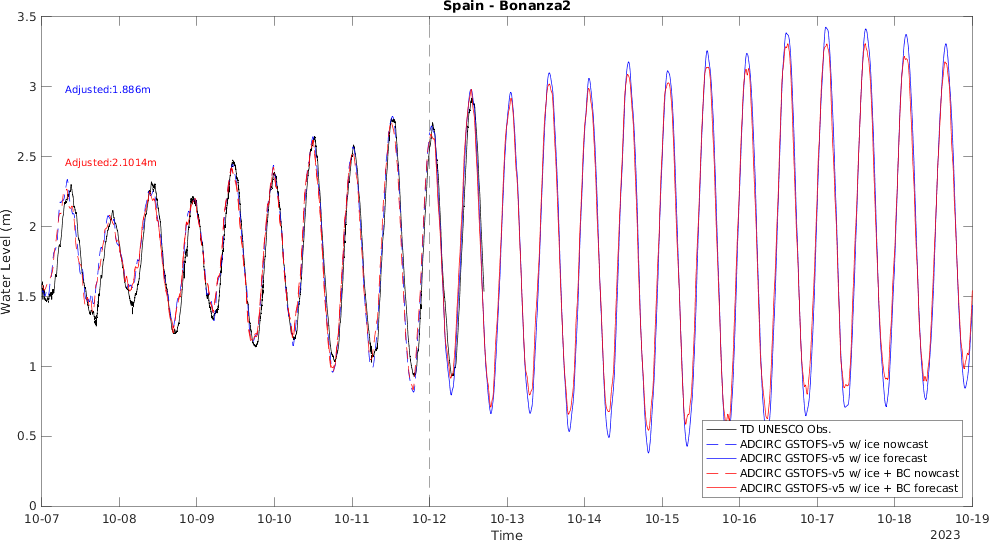 Spain - Bonanza2
3.5
3
2.5
2
1.5
1
0.5
0
Water Level (m)
Adjusted:1.886m
Adjusted:2.1014m
TD UNESCO Obs.
ADCIRC GSTOFS-v5 w/ ice nowcast
ADCIRC GSTOFS-v5 w/ ice forecast
ADCIRC GSTOFS-v5 w/ ice + BC nowcast
ADCIRC GSTOFS-v5 w/ ice + BC forecast
10-07 10-08 10-09 10-10 10-11 10-12 10-13 10-14 10-15 10-16 10-17 10-18 10-19
Time
2023